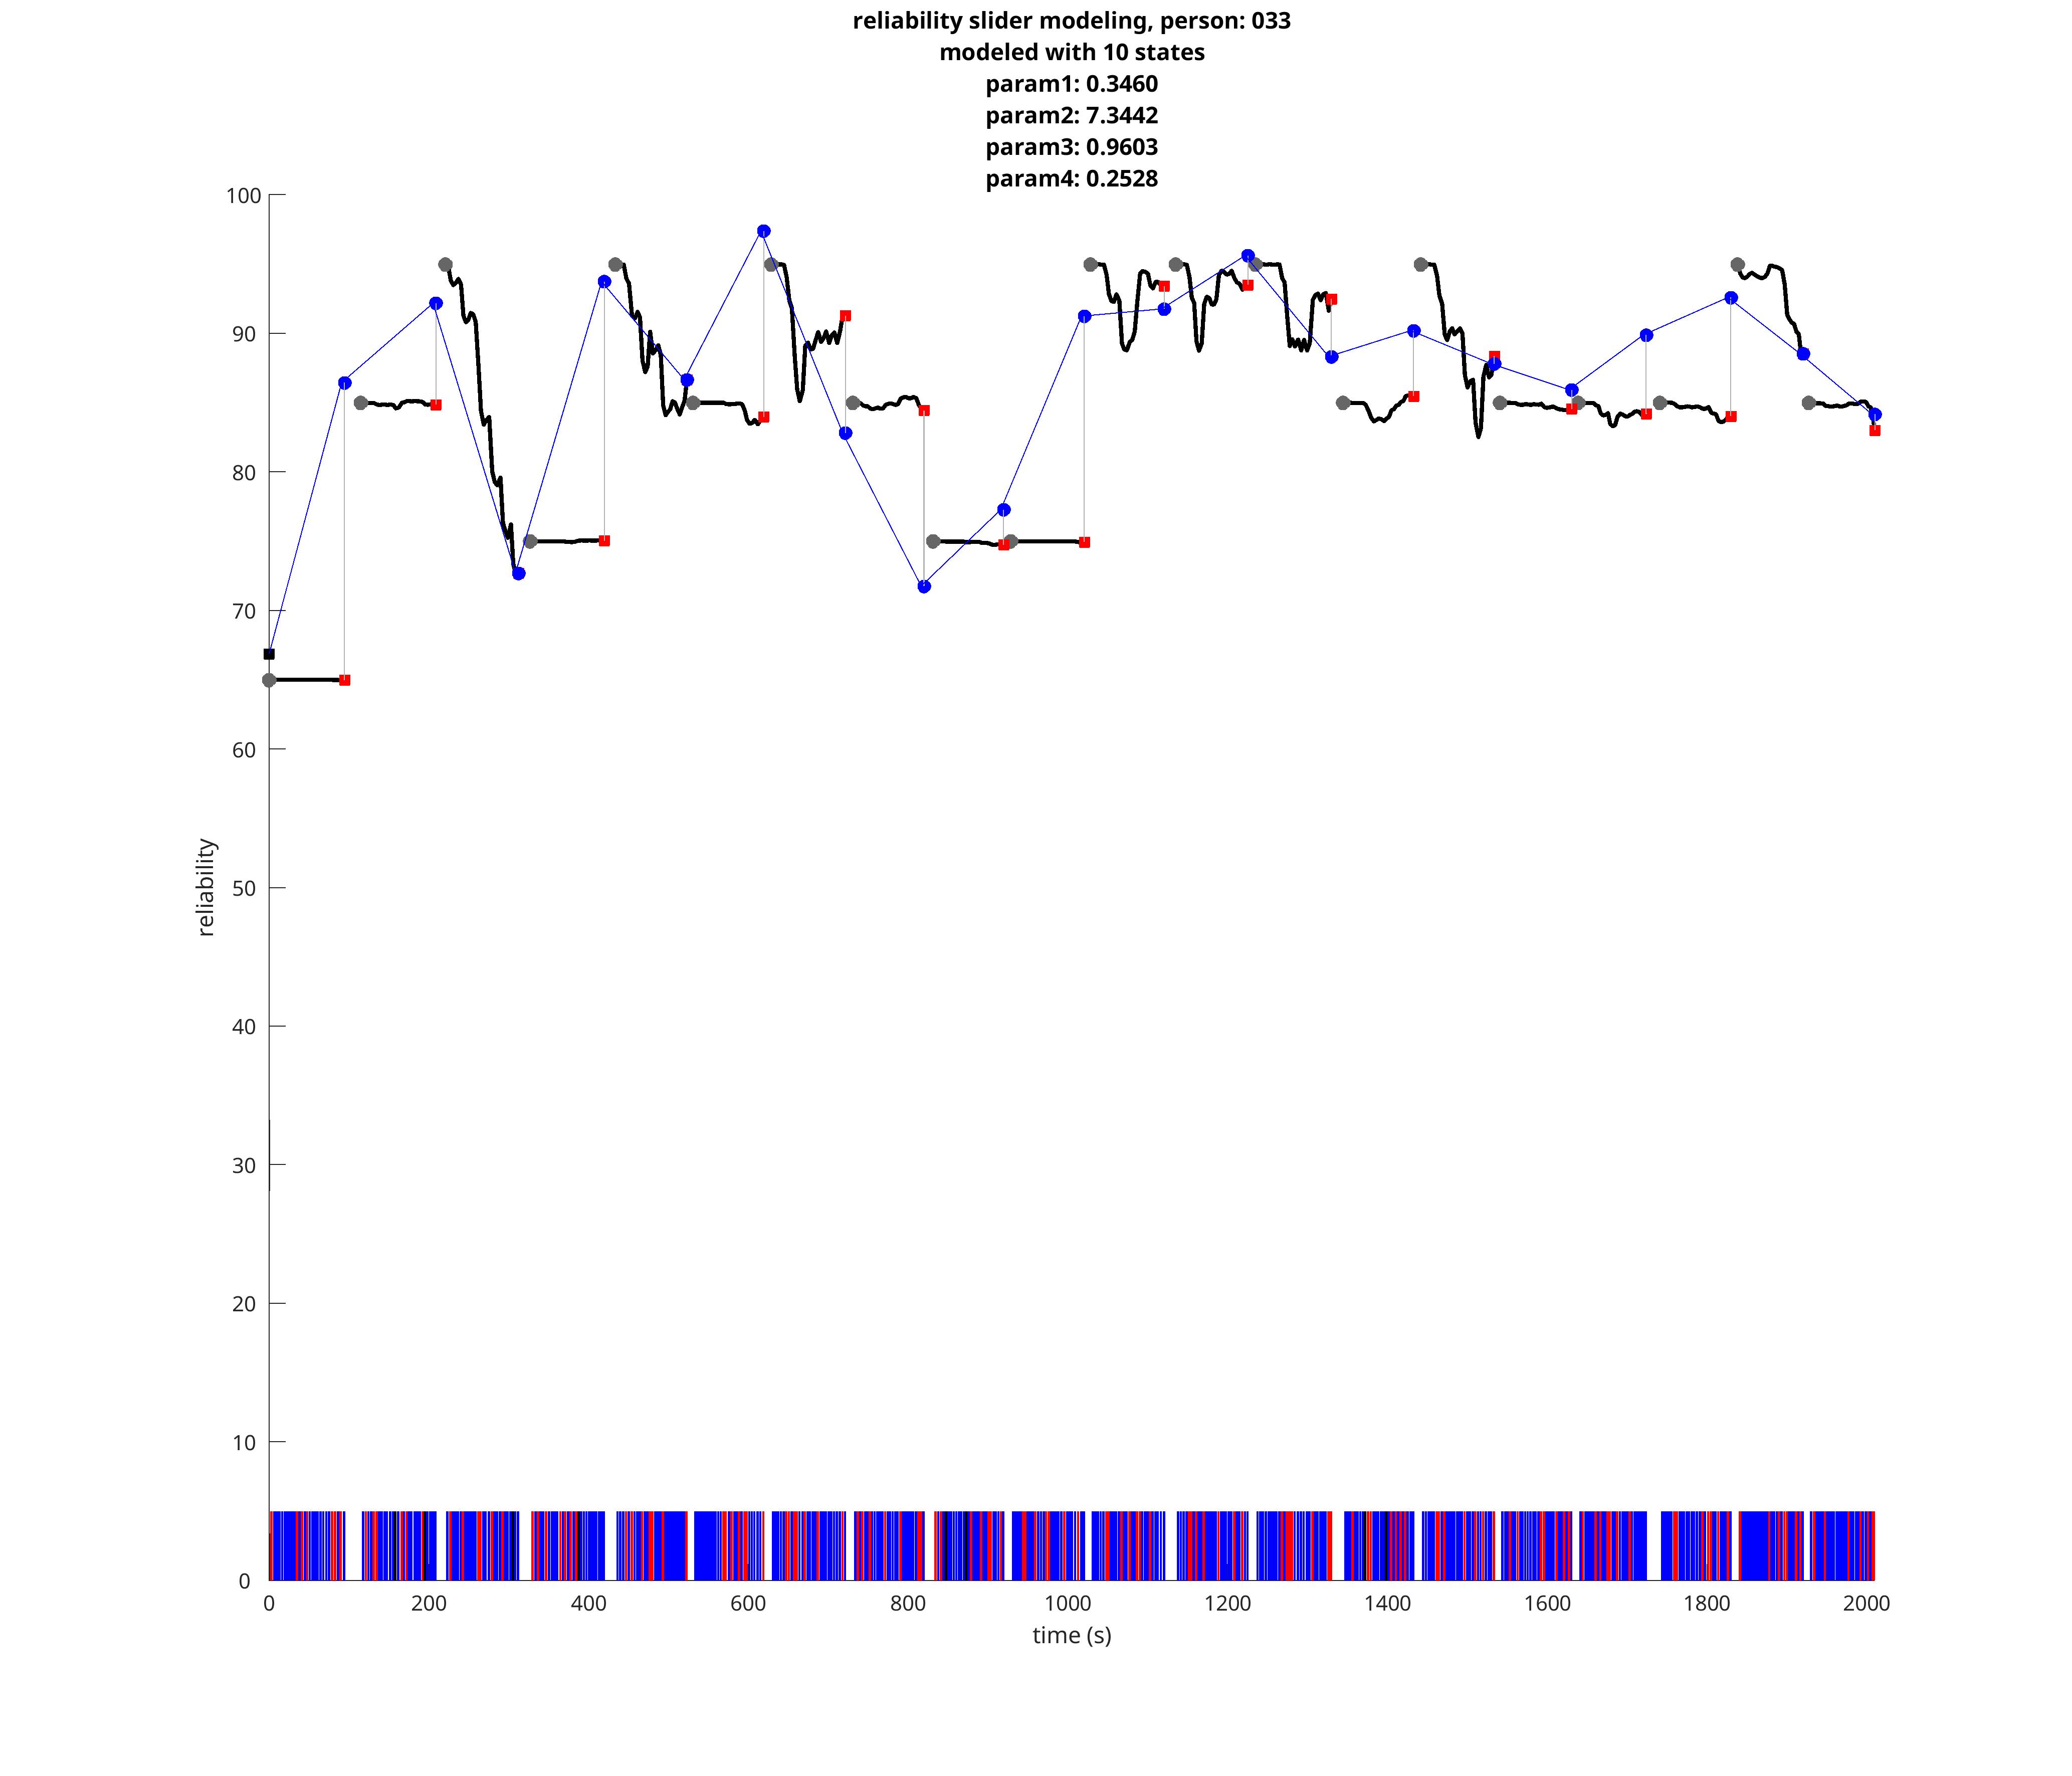 reliability slider modeling, person: 033
modeled with 10 states
param1: 0.3460
param2: 7.3442
param3: 0.9603
param4: 0.2528
100
90
80
70
60
50
40
30
20
10
0
reliability
0 200 400 600 800 1000 1200 1400 1600 1800 2000
time (s)